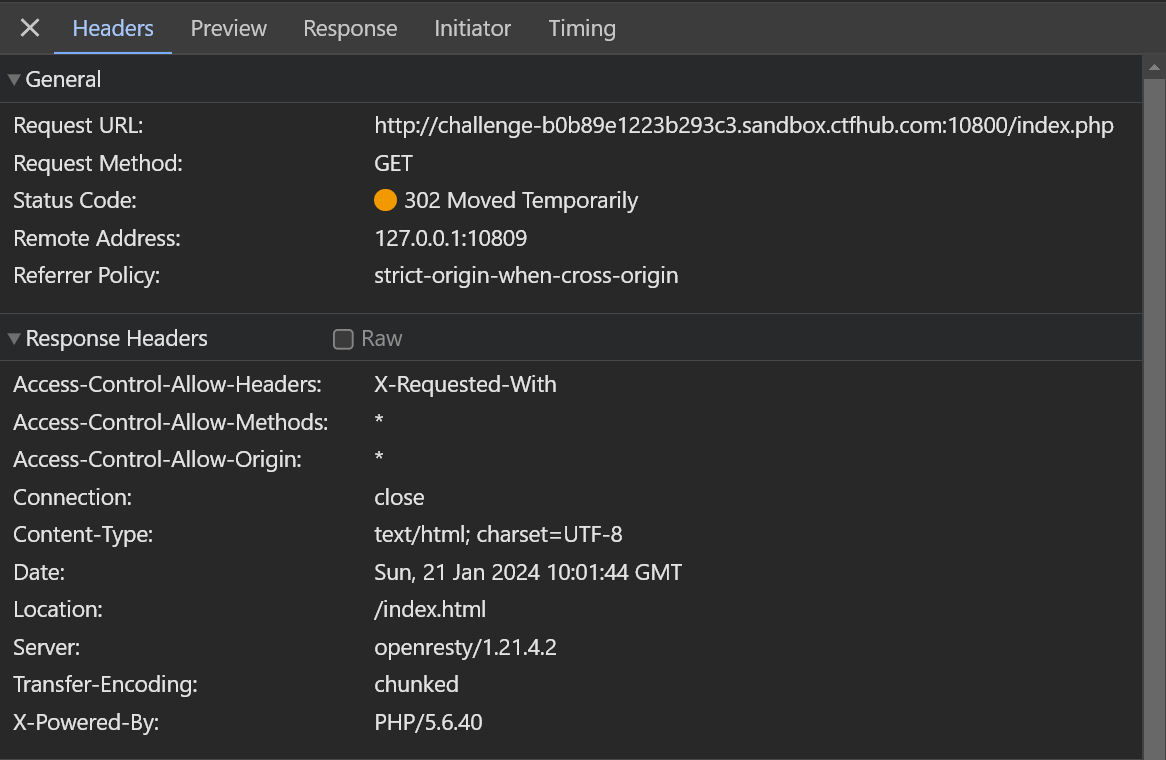 Headers Preview Response Initiator Timing
General
Request URL: http://challenge-b0b89e1223b293c3.sandbox.ctfhub.com:10800/index.php
Request Method: GET
Status Code: 302 Moved Temporarily
Remote Address: 127.0.0.1:10809
Referrer Policy: strict-origin-when-cross-origin
Response Headers Raw
Access-Control-Allow-Headers: X-Requested-With
Access-Control-Allow-Methods: *
Access-Control-Allow-Origin: *
Connection: close
Content-Type: text/html; charset=UTF-8
Date: Sun, 21 Jan 2024 10:01:44 GMT
Location: /index.html
Server: openresty/1.21.4.2
Transfer-Encoding: chunked
X-Powered-By: PHP/5.6.40